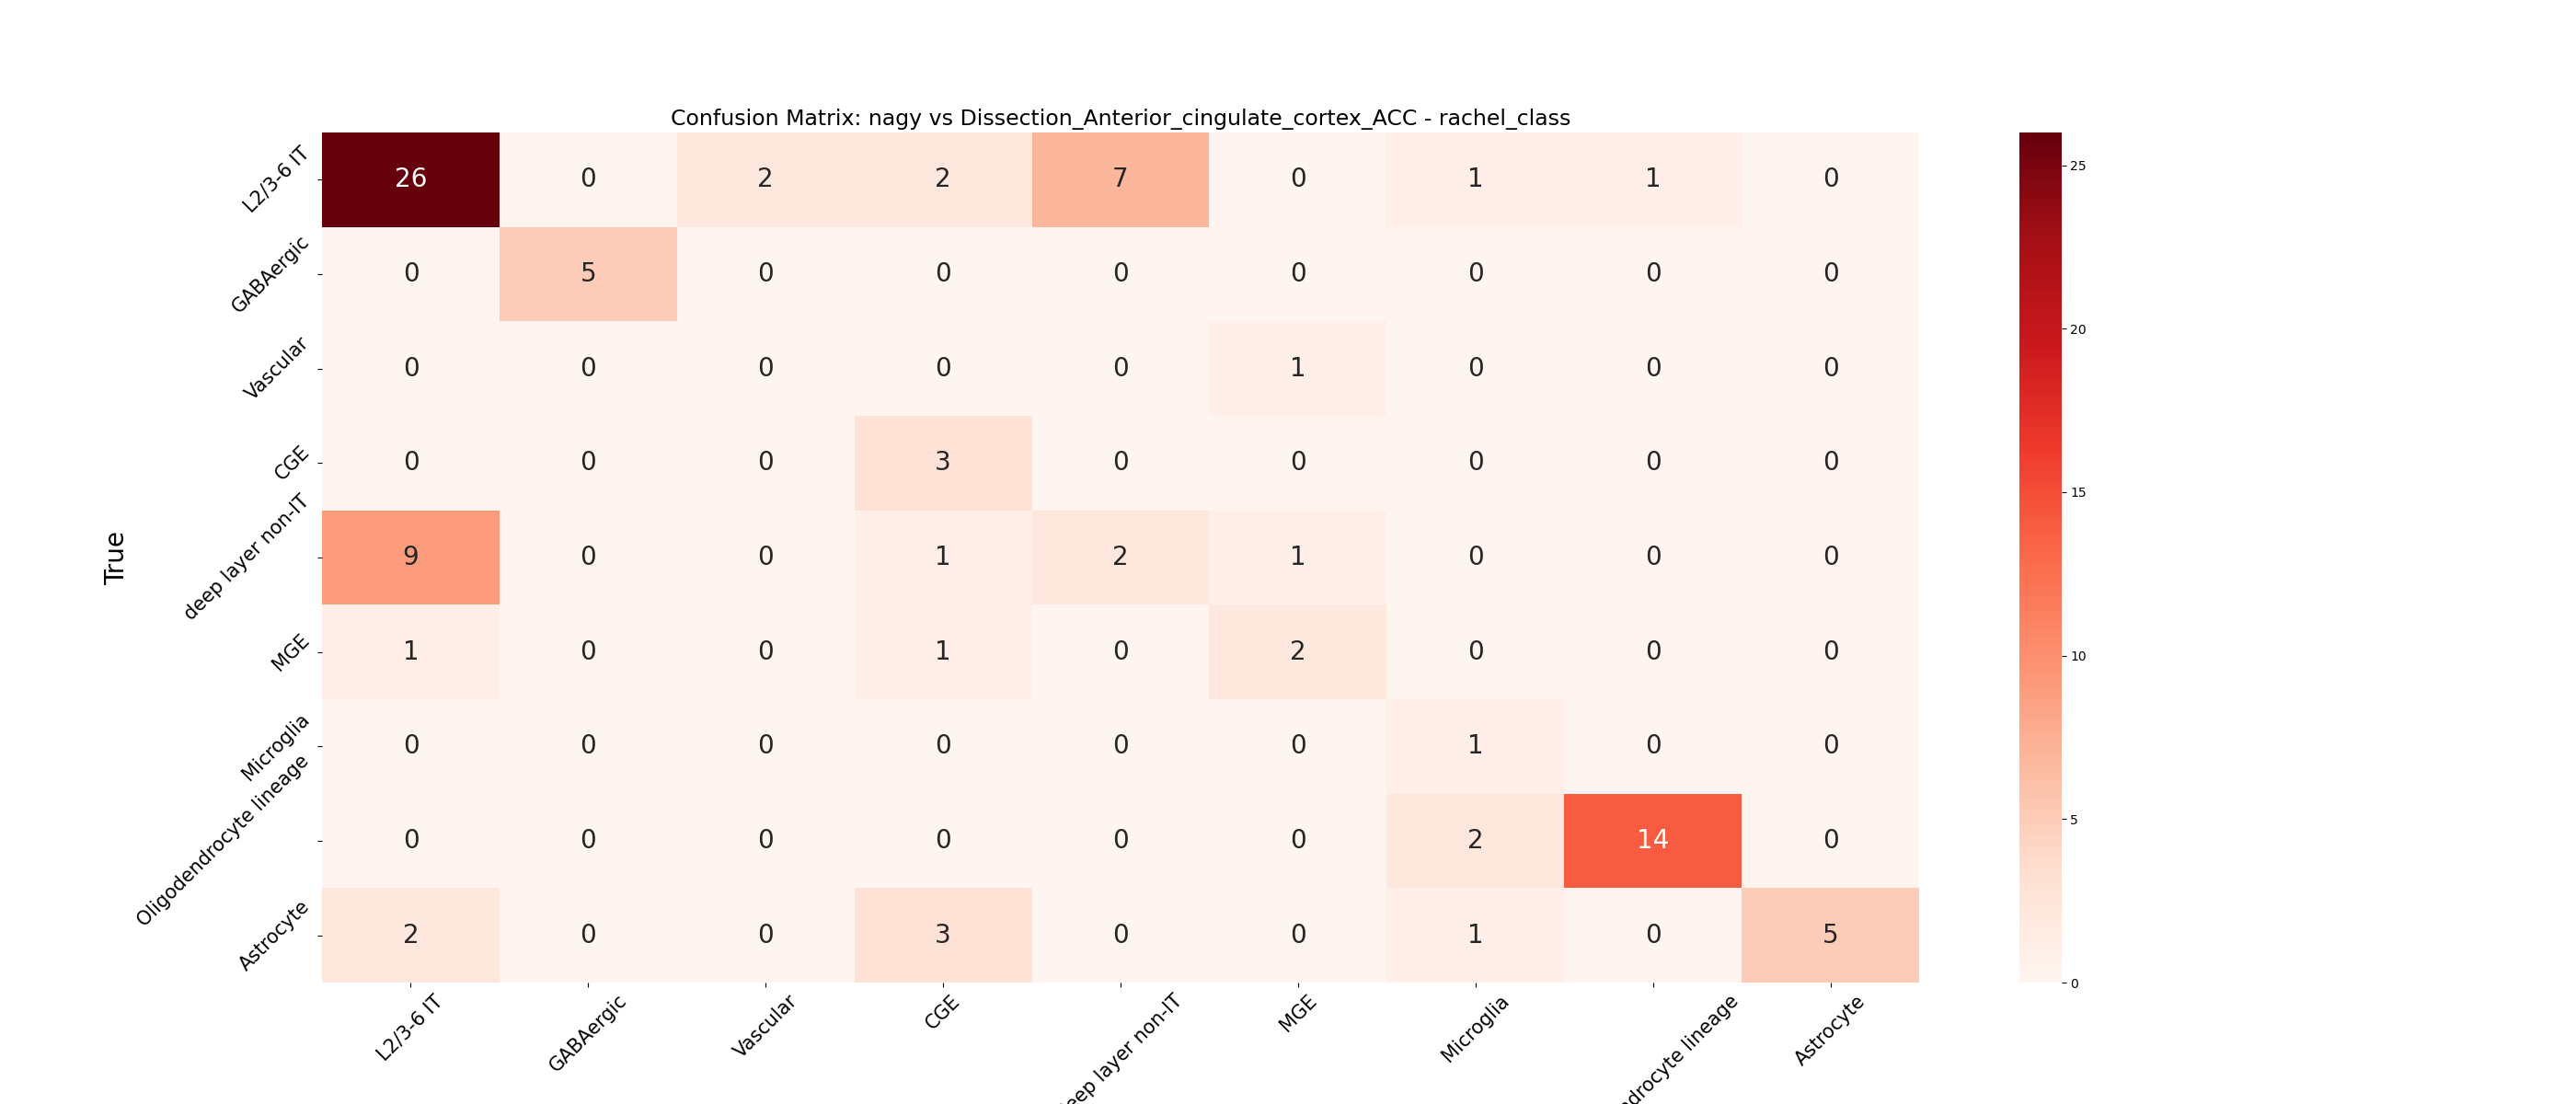 Confusion Matrix: nagy vs Dissection_Anterior_cingulate_cortex_ACC - rachel_class
True
L2/3-6 IT 26 0 2 2 7 0 1 1 0
GABAergic 0 5 0 0 0 0 0 0 0
Vascular 0 0 0 0 0 1 0 0 0
CGE 0 0 0 3 0 0 0 0 0
deep layer non-IT 9 0 0 1 2 1 0 0 0
MGE 1 0 0 1 0 2 0 0 0
Microglia 0 0 0 0 0 0 1 0 0
Oligodendrocyte lineage 0 0 0 0 0 0 2 14 0
Astrocyte 2 0 0 3 0 0 1 0 5
L2/3-6 IT GABAergic Vascular CGE eep layer non-IT MGE Microglia ndrocyte lineage Astrocyte
25
20
15
10
5
0